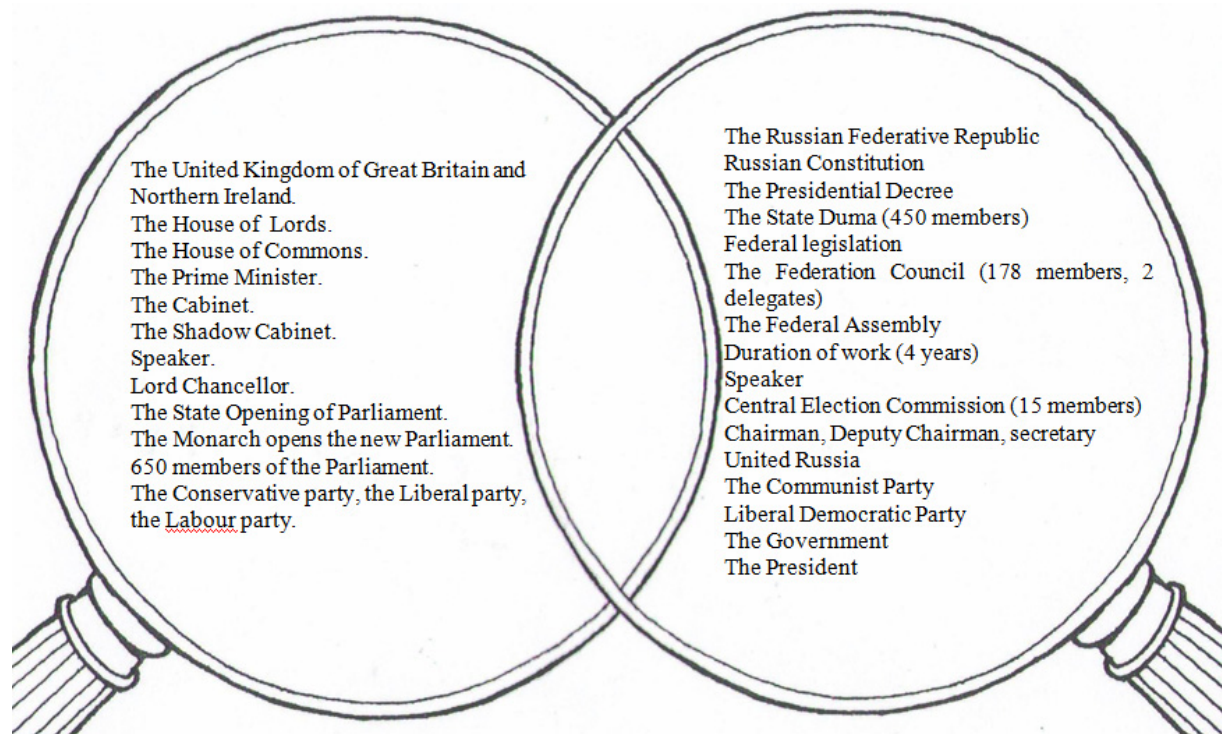 The United Kingdom of Great Britain and
Northern Ireland.
The House of Lords.
The House of Commons.
The Prime Minister.
The Cabinet.
The Shadow Cabinet.
Speaker.
Lord Chancellor.
The State Opening of Parliament.
The Monarch opens the new Parliament.
650 members of the Parliament.
The Conservative party, the Liberal party,
the Labour party.
The Russian Federative Republic
Russian Constitution
The Presidential Decree
The State Duma (450 members)
Federal legislation
The Federation Council (178 members, 2
delegates)
The Federal Assembly
Duration of work (4 years)
Speaker
Central Election Commission (15 members)
Chairman, Deputy Chairman, secretary
United Russia
The Communist Party
Liberal Democratic Party
The Government
The President